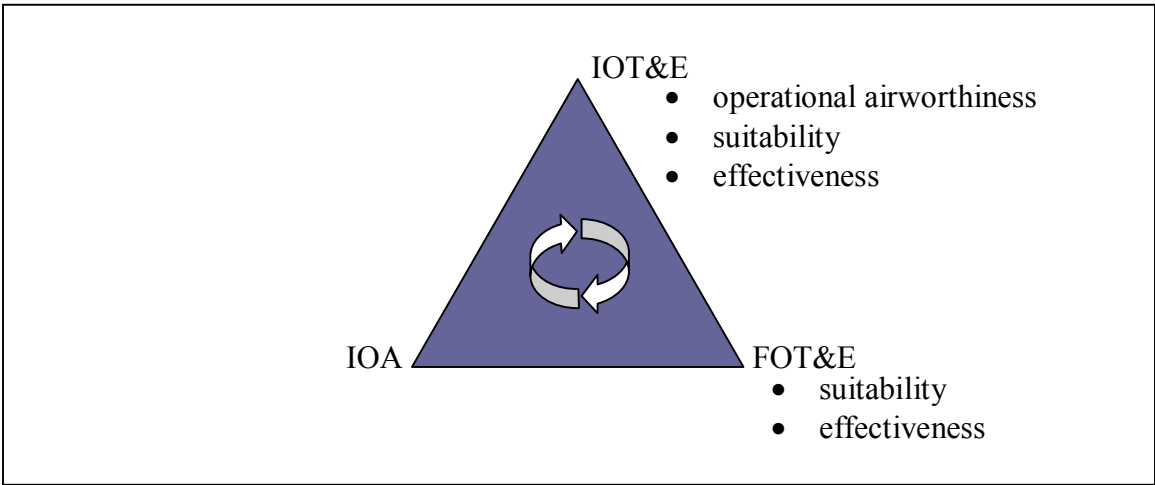 IOT&E
• operational airworthiness
• suitability
• effectiveness
IOA
FOT&E
• suitability
• effectiveness